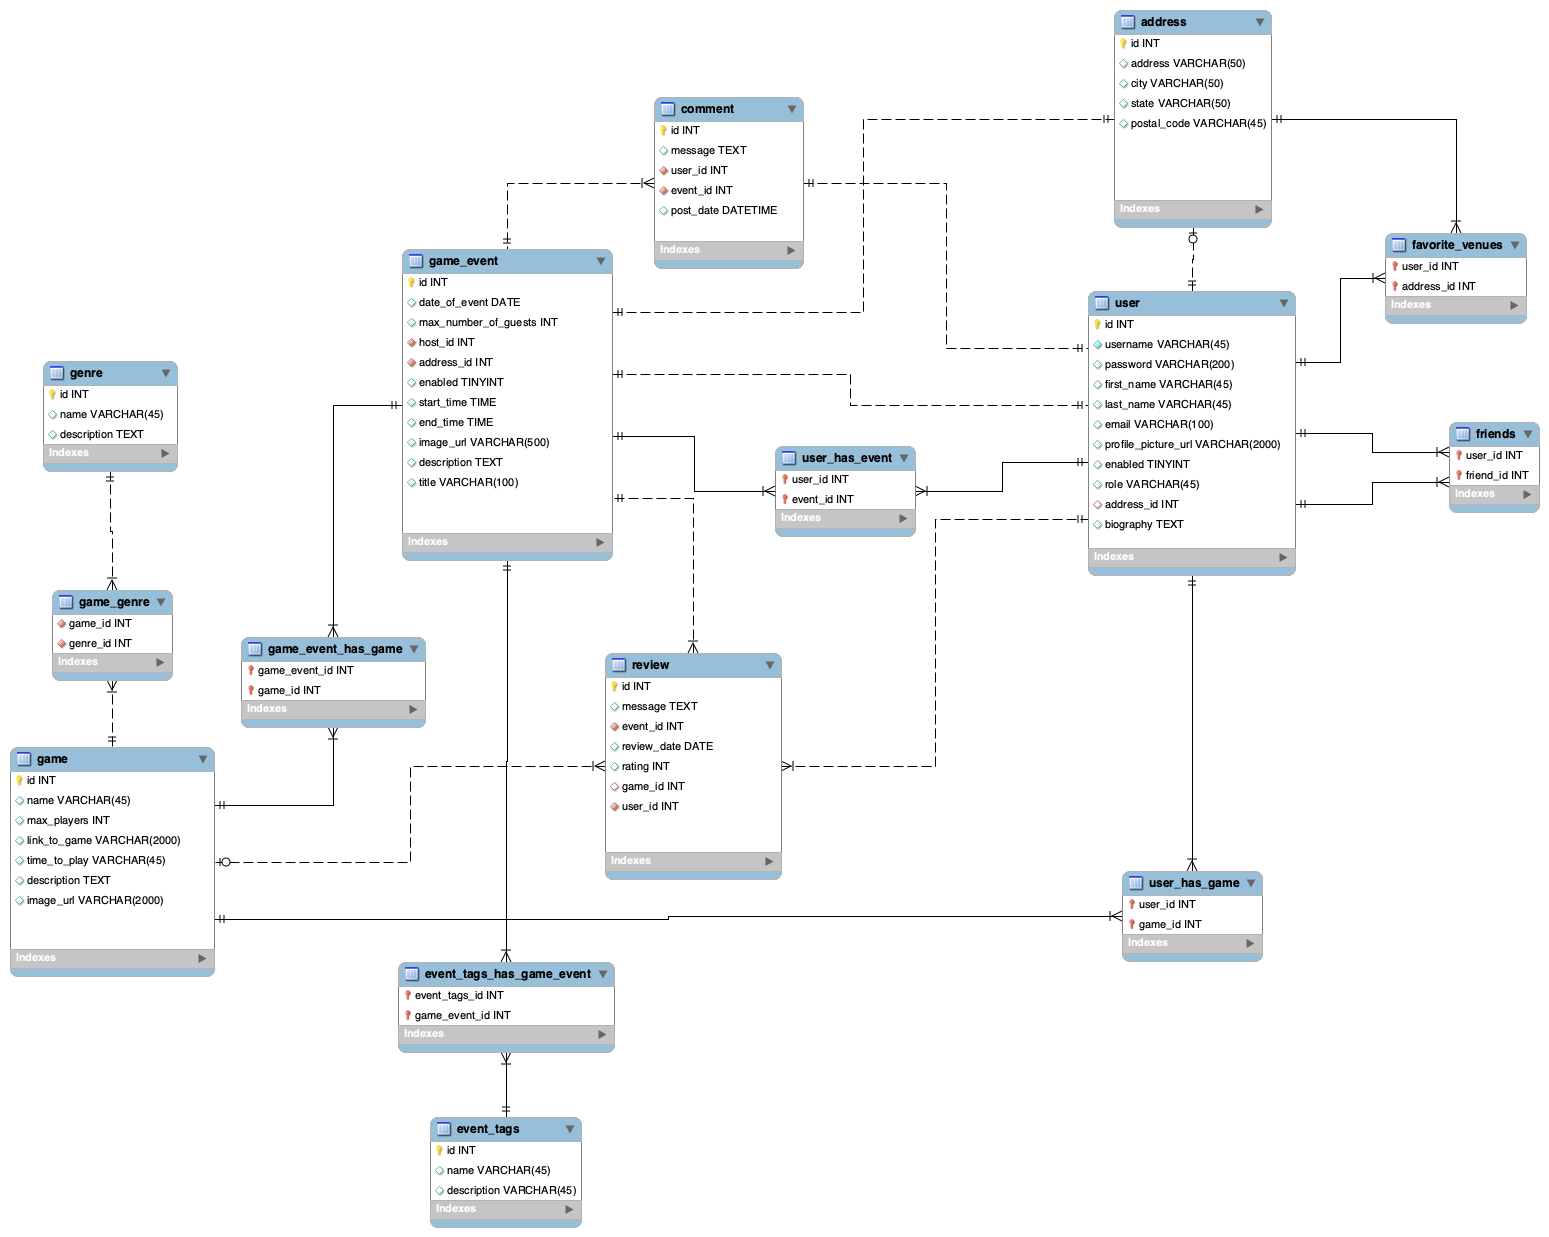 address
id INT
address VARCHAR(50)
city VARCHAR(50)
state VARCHAR(50)
postal_code VARCHAR(45)
Indexes
comment
id INT
message TEXT
user_id INT
event_id INT
post_date DATETIME
Indexes
favorite_venues
user_id INT
address_id INT
Indexes
game_event
id INT
date_of_event DATE
max_number_of_guests INT
host_id INT
address_id INT
enabled TINYINT
start_time TIME
end_time TIME
image_url VARCHAR(500)
description TEXT
title VARCHAR(100)
Indexes
user
id INT
username VARCHAR(45)
password VARCHAR(200)
first_name VARCHAR(45)
last_name VARCHAR(45)
email VARCHAR(100)
profile_picture_url VARCHAR(2000)
enabled TINYINT
role VARCHAR(45)
address_id INT
biography TEXT
Indexes
genre
id INT
name VARCHAR(45)
description TEXT
Indexes
user_has_event
user_id INT
event_id INT
Indexes
friends
user_id INT
friend_id INT
Indexes
game_genre
game_id INT
genre_id INT
Indexes
game_event_has_game
game_event_id INT
game_id INT
Indexes
review
id INT
message TEXT
event_id INT
review_date DATE
rating INT
game_id INT
user_id INT
Indexes
game
id INT
name VARCHAR(45)
max_players INT
link_to_game VARCHAR(2000)
time_to_play VARCHAR(45)
description TEXT
image_url VARCHAR(2000)
Indexes
user_has_game
user_id INT
game_id INT
Indexes
event_tags_has_game_event
event_tags_id INT
game_event_id INT
Indexes
event_tags
id INT
name VARCHAR(45)
description VARCHAR(45)
Indexes